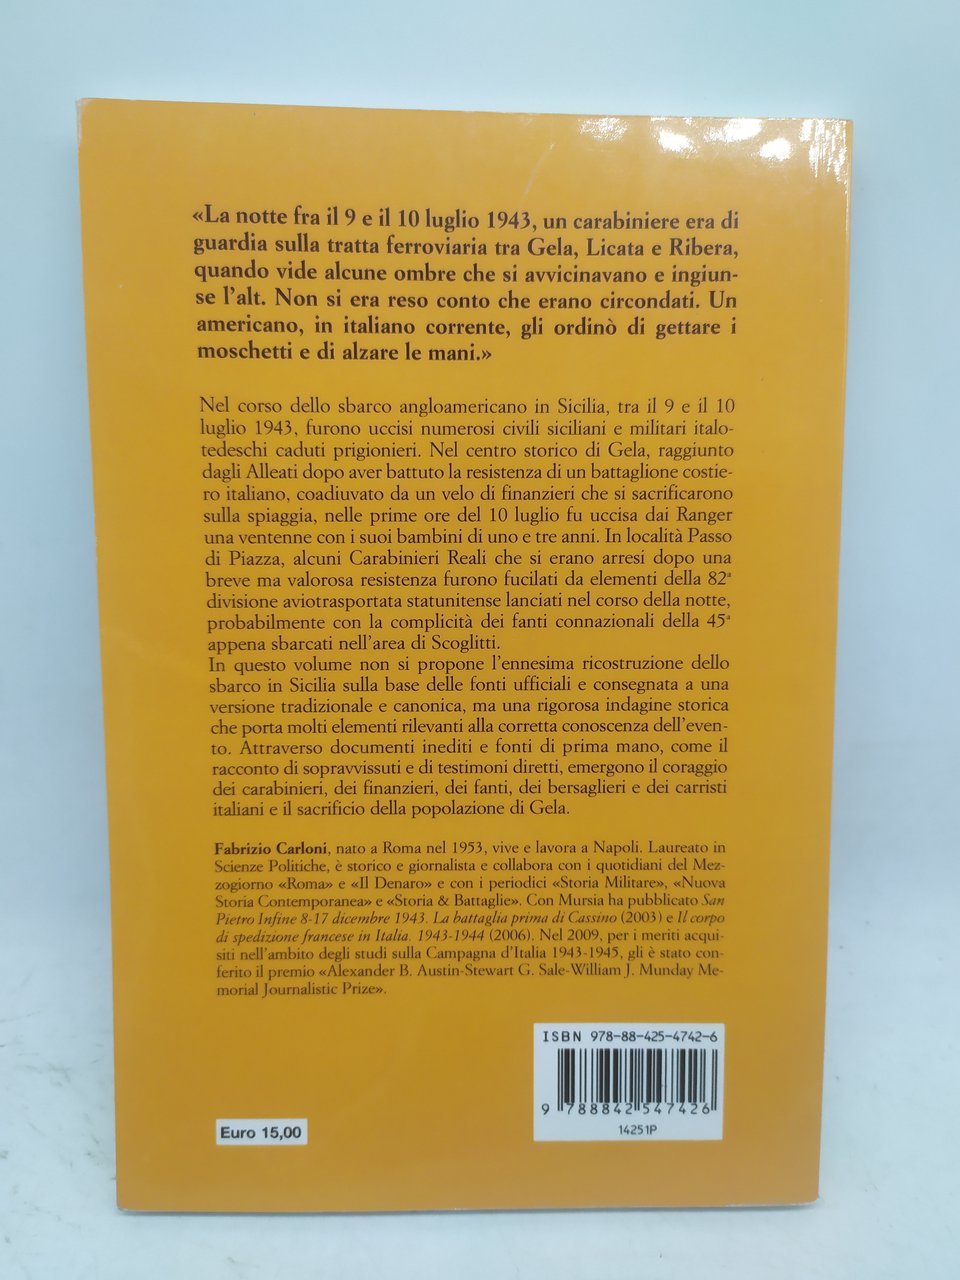 «La notte fra il 9 e il 10 luglio 1943, un carabiniere era di
guardia sulla tratta ferroviaria tra Gela, Licata e Ribera,
quando vide alcune ombre che si avvicinavano e ingiun-
se l'alt. Non si era reso conto che erano circondati. Un
americano, in italiano corrente, gli ordinò di gettare i
moschetti e di alzare le mani.»
Nel corso dello sbarco angloamericano in Sicilia, tra il 9 e il 10
luglio 1943, furono uccisi numerosi civili siciliani e militari italo-
tedeschi caduti prigionieri. Nel centro storico di Gela, raggiunto
dagli Alleati dopo aver battuto la resistenza di un battaglione costie-
ro italiano, coadiuvato da un velo di finanzieri che si sacrificarono
sulla spiaggia, nelle prime ore del 10 luglio fu uccisa dai Ranger
una ventenne con i suoi bambini di uno e tre anni. In località Passo
di Piazza, alcuni Carabinieri Reali che si erano arresi dopo una
breve ma valorosa resistenza furono fucilati da elementi della 82ª
divisione aviotrasportata statunitense lanciati nel corso della notte,
probabilmente con la complicità dei fanti connazionali della 45ª
appena sbarcati nell'area di Scoglitti.
In questo volume non si propone l'ennesima ricostruzione dello
sbarco in Sicilia sulla base delle fonti ufficiali e consegnata a una
versione tradizionale e canonica, ma una rigorosa indagine storica
che porta molti elementi rilevanti alla corretta conoscenza dell'even-
to. Attraverso documenti inediti e fonti di prima mano, come il
racconto di sopravvissuti e di testimoni diretti, emergono il coraggio
dei carabinieri, dei finanzieri, dei fanti, dei bersaglieri e dei carristi
italiani e il sacrificio della popolazione di Gela.
Fabrizio Carloni, nato a Roma nel 1953, vive e lavora a Napoli. Laureato in
Scienze Politiche, è storico e giornalista e collabora con i quotidiani del Mez-
zogiorno «Roma» e «Il Denaro» e con i periodici «Storia Militare», «Nuova
Storia Contemporanea» e «Storia & Battaglie». Con Mursia ha pubblicato San
Pietro Infine 8-17 dicembre 1943. La battaglia prima di Cassino (2003) e Il corpo
di spedizione francese in Italia. 1943-1944 (2006). Nel 2009, per i meriti acqui-
siti nell'ambito degli studi sulla Campagna d'Italia 1943-1945, gli è stato con-
ferito il premio «Alexander B. Austin-Stewart G. Sale-William J. Munday Me-
morial Journalistic Prize».
ISBN 978-88-425-4742-6
9 788842 547426
14251P
Euro 15,00